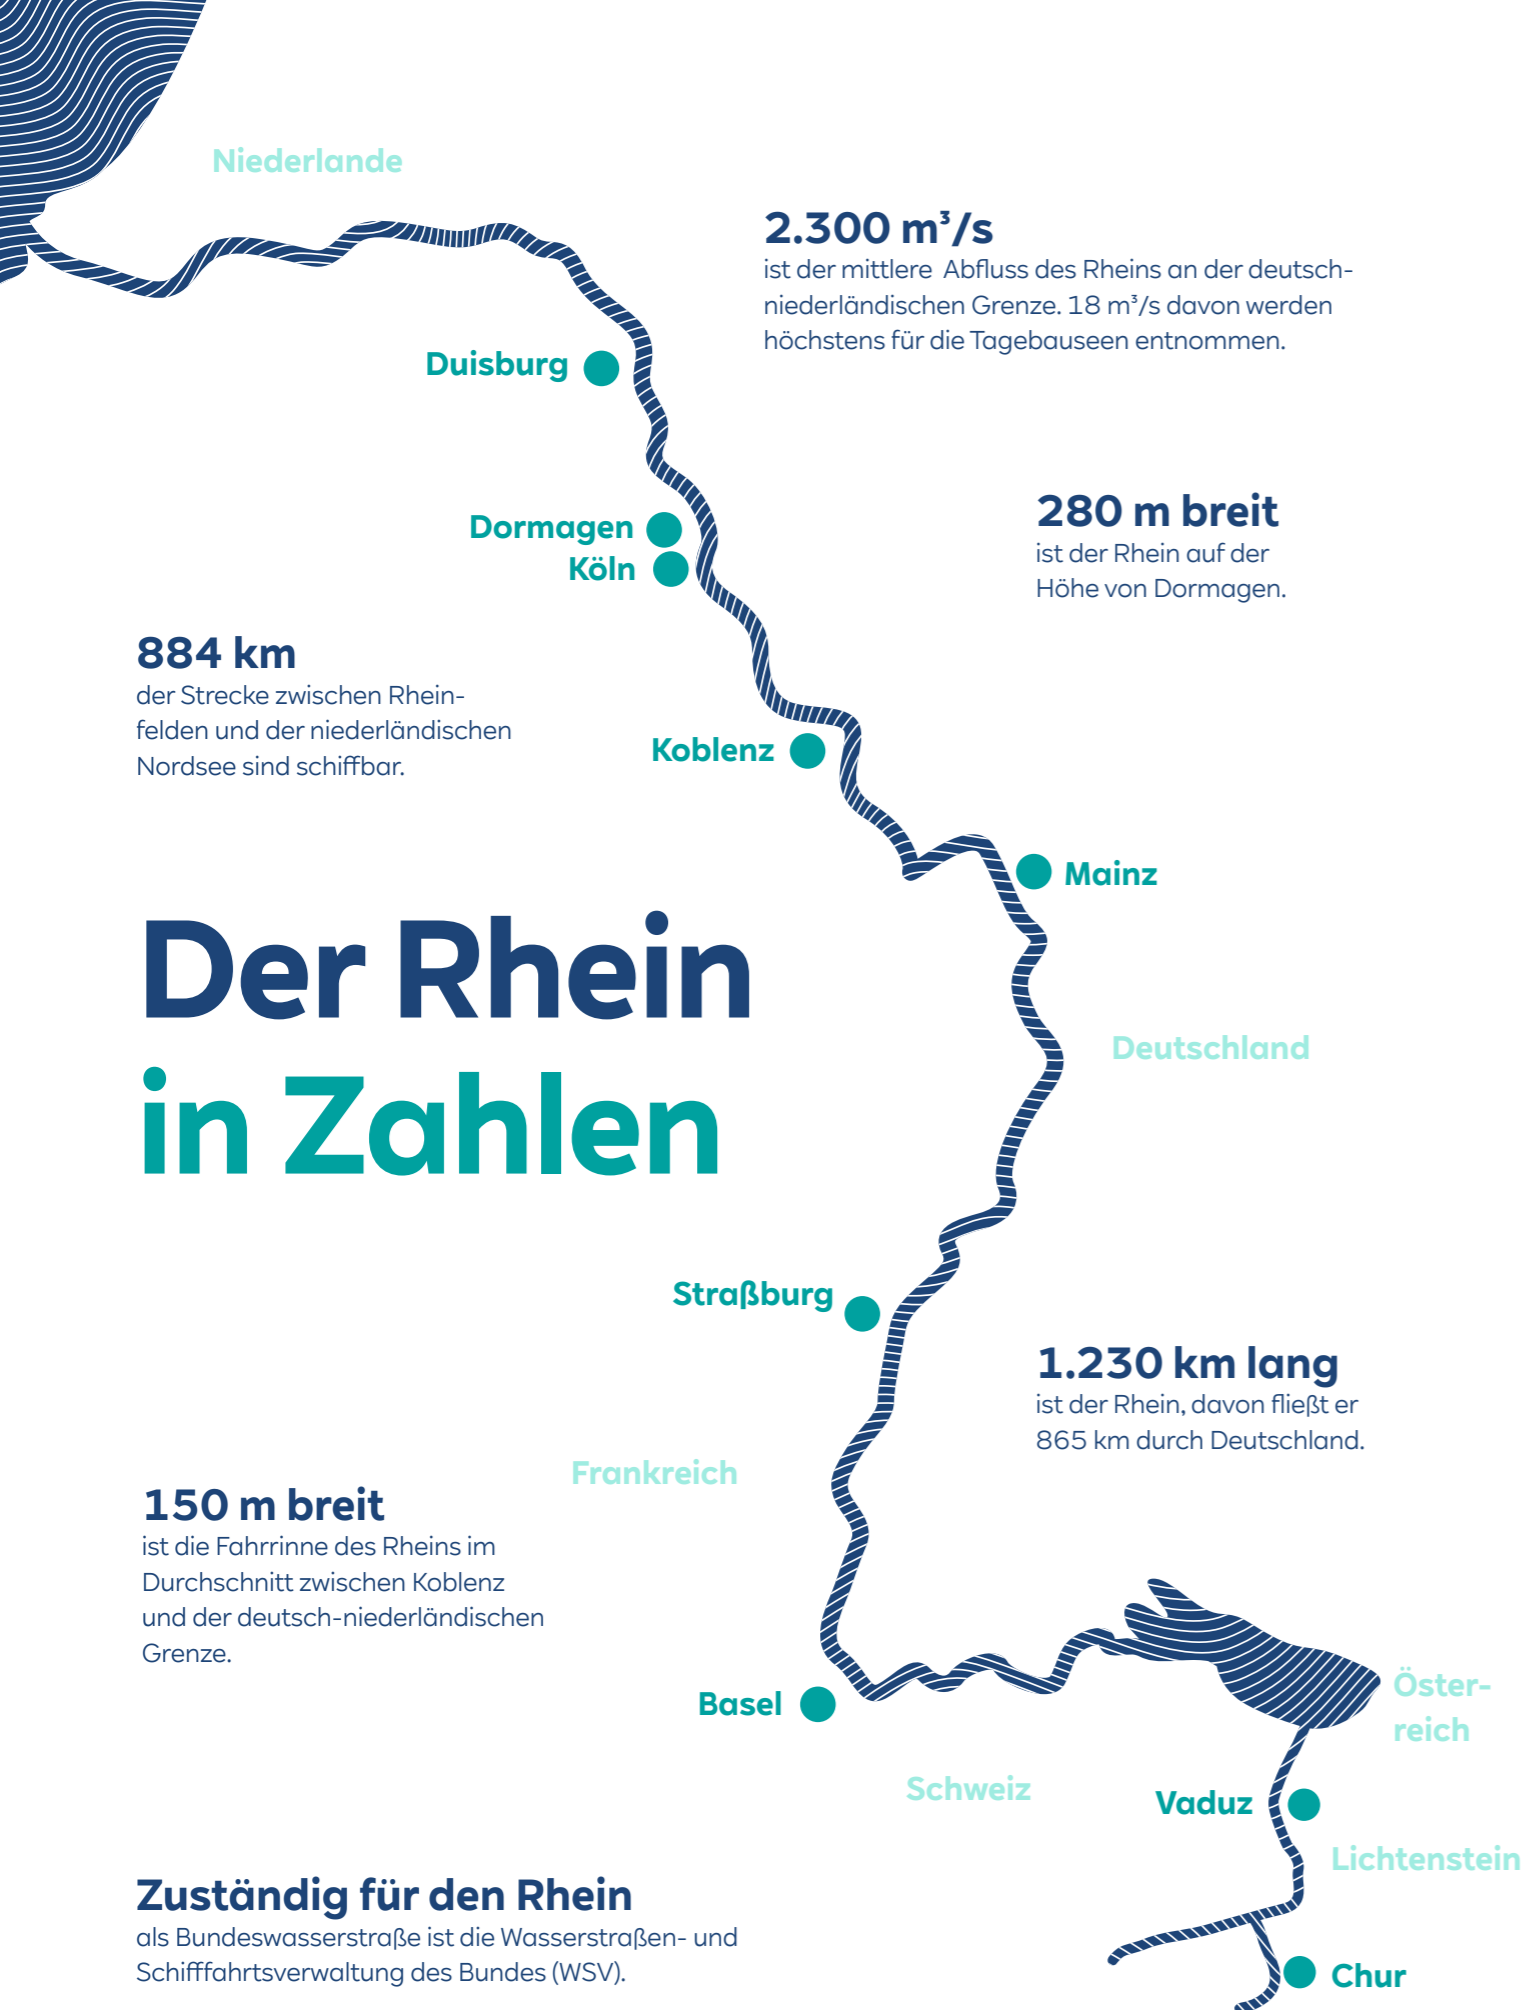 Niederlande
2.300 m³/s
ist der mittlere Abfluss des Rheins an der deutsch-
niederländischen Grenze. 18 m³/s davon werden
höchstens für die Tagebauseen entnommen.
Duisburg
280 m breit
ist der Rhein auf der
Höhe von Dormagen.
Dormagen
Köln
884 km
der Strecke zwischen Rhein-
felden und der niederländischen
Nordsee sind schiffbar.
Koblenz
Mainz
Der Rhein
in Zahlen
Deutschland
Straßburg
1.230 km lang
ist der Rhein, davon fließt er
865 km durch Deutschland.
Frankreich
150 m breit
ist die Fahrrinne des Rheins im
Durchschnitt zwischen Koblenz
und der deutsch-niederländischen
Grenze.
Öster-
reich
Basel
Schweiz
Vaduz
Lichtenstein
Zuständig für den Rhein
als Bundeswasserstraße ist die Wasserstraßen- und
Schifffahrtsverwaltung des Bundes (WSV).
Chur